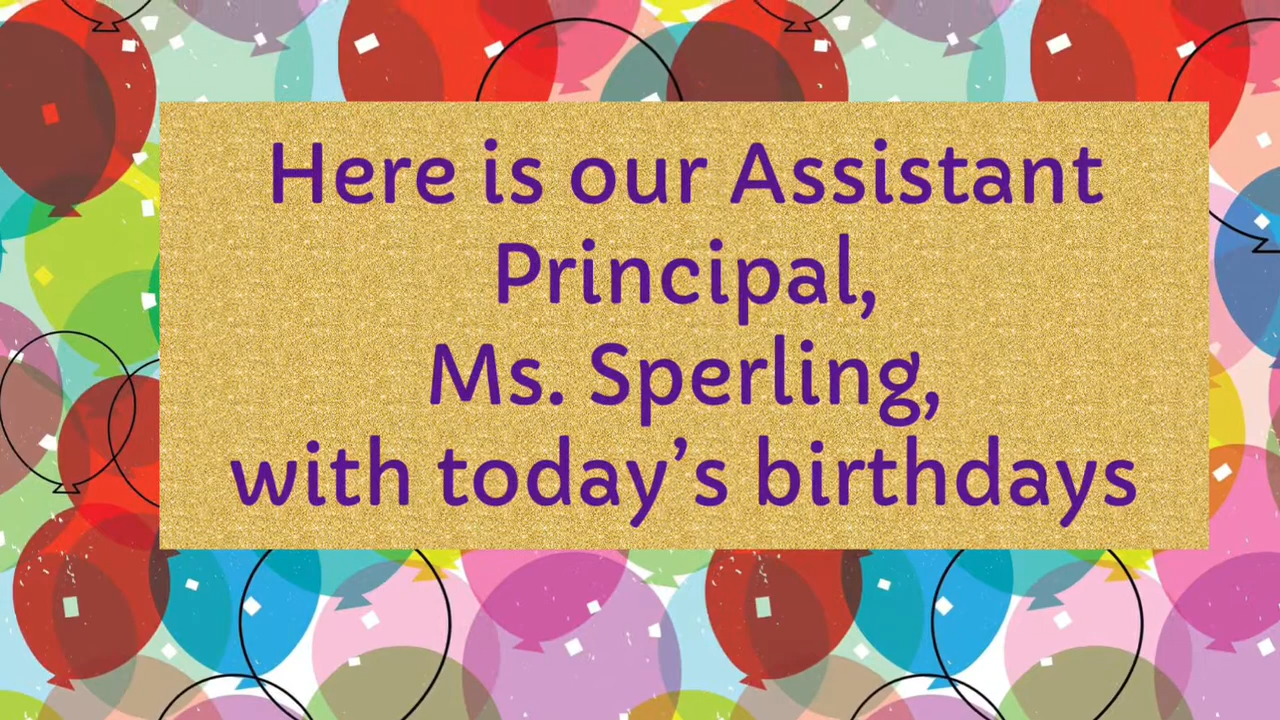 Here is our Assistant
Principal,
Ms. Sperling,
with today’s birthdays